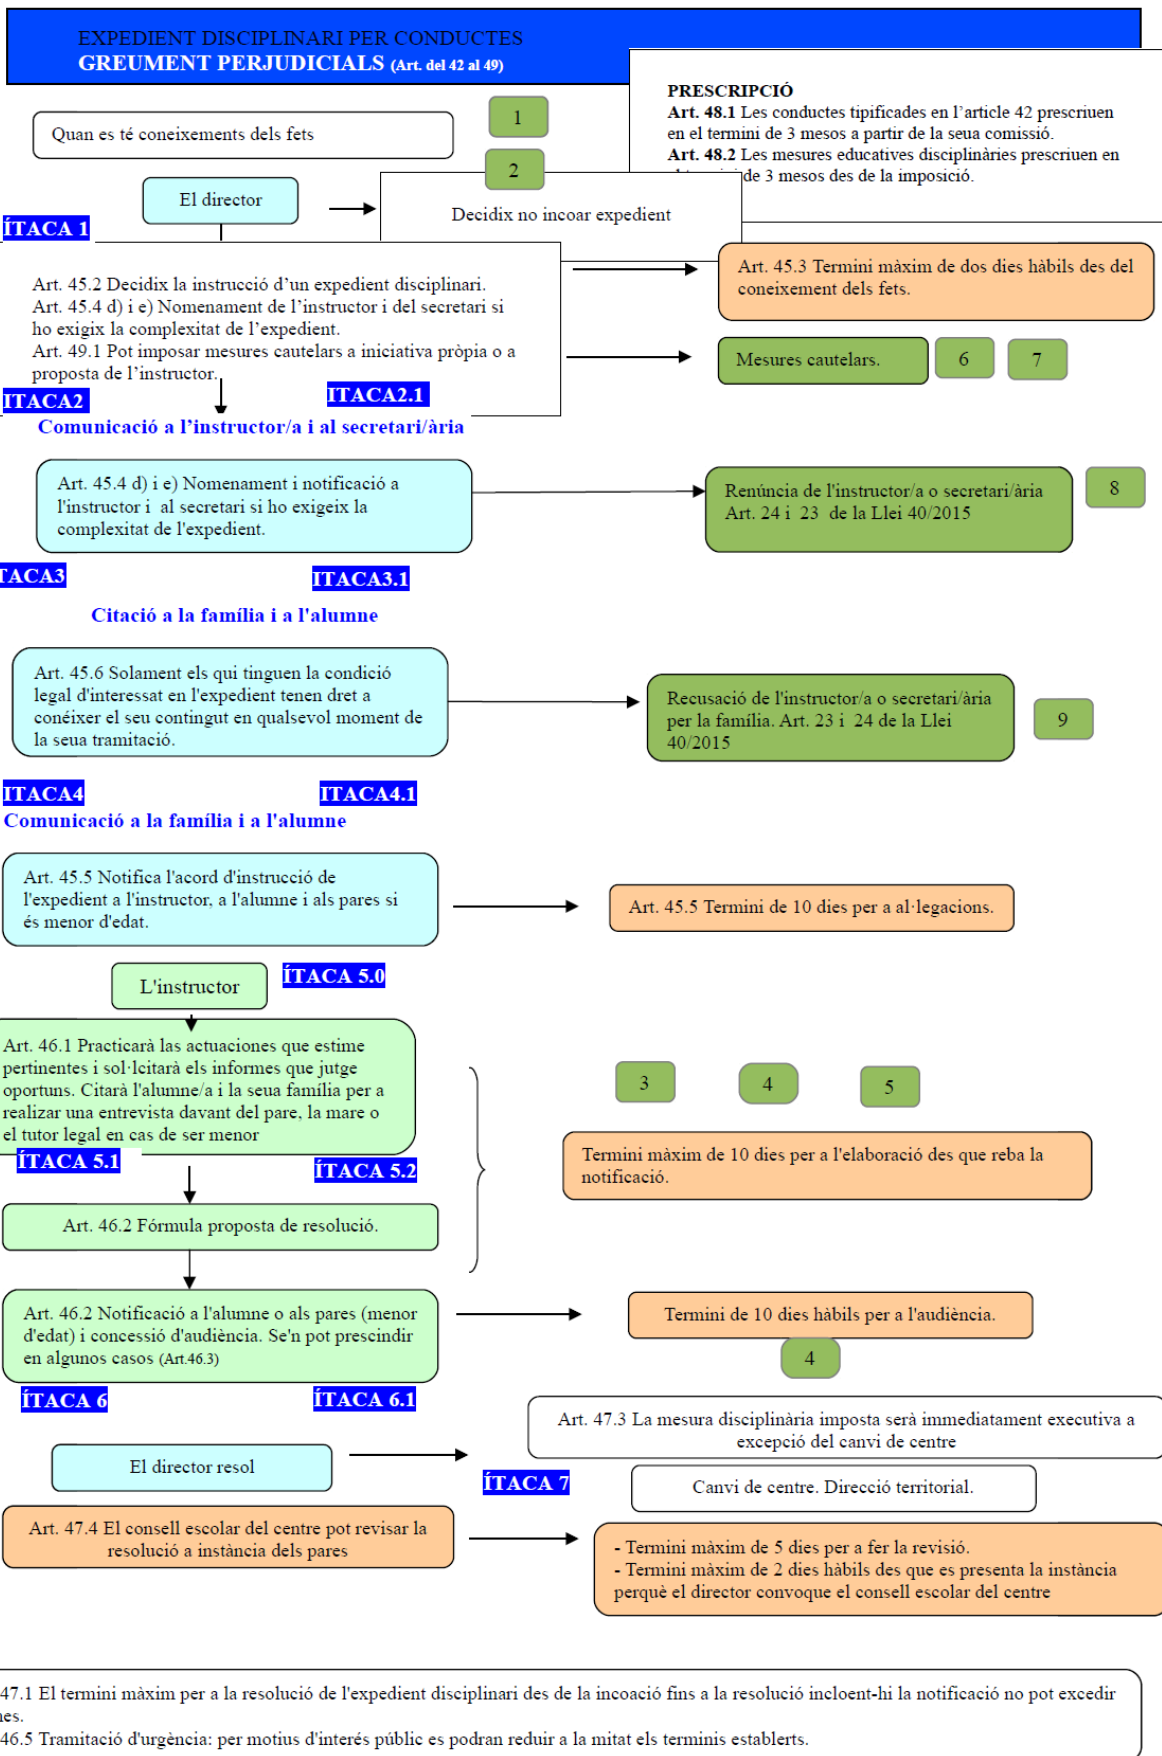 EXPEDIENT DISCIPLINARI PER CONDUCTES
GREUMENT PERJUDICIALS (Art. del 42 al 49)
PRESCRIPCIÓ
Art. 48.1 Les conductes tipificades en l'article 42 prescriuen
en el termini de 3 mesos a partir de la seua comissió.
Art. 48.2 Les mesures educatives disciplinàries prescriuen en
de 3 mesos des de la imposició.
Quan es té coneixements dels fets
1
2
El director
Decidix no incoar expedient
ÍTACA 1
Art. 45.2 Decidix la instrucció d'un expedient disciplinari.
Art. 45.4 d) i e) Nomenament de l'instructor i del secretari si
ho exigix la complexitat de l'expedient.
Art. 49.1 Pot imposar mesures cautelars a iniciativa pròpia o a
proposta de l'instructor.
Art. 45.3 Termini màxim de dos dies hàbils des del
coneixement dels fets.
Mesures cautelars.
6
7
ITACA2
ITACA2.1
Comunicació a l'instructor/a i al secretari/ària
Art. 45.4 d) i e) Nomenament i notificació a
l'instructor i al secretari si ho exigeix la
complexitat de l'expedient.
Renúncia de l'instructor/a o secretari/ària
Art. 24 i 23 de la Llei 40/2015
8
TACA3
ITACA3.1
Citació a la família i a l'alumne
Art. 45.6 Solament els qui tinguen la condició
legal d'interessat en l'expedient tenen dret a
conéixer el seu contingut en qualsevol moment de
la seua tramitació.
Recusació de l'instructor/a o secretari/ària
per la família. Art. 23 i 24 de la Llei
40/2015
9
ITACA4
ITACA4.1
Comunicació a la família i a l'alumne
Art. 45.5 Notifica l'acord d'instrucció de
l'expedient a l'instructor, a l'alumne i als pares si
és menor d'edat.
Art. 45.5 Termini de 10 dies per a al·legacions.
L'instructor
ÍTACA 5.0
Art. 46.1 Practicarà las actuaciones que estime
pertinentes i sol·lcitarà els informes que jutge
oportuns. Citarà l'alumne/a i la seua família per a
realizar una entrevista davant del pare, la mare o
el tutor legal en cas de ser menor
3
4
5
Termini màxim de 10 dies per a l'elaboració des que reba la
notificació.
ÍTACA 5.1
ÍTACA 5.2
Art. 46.2 Fórmula proposta de resolució.
Art. 46.2 Notificació a l'alumne o als pares (menor
d'edat) i concessió d'audiència. Se'n pot prescindir
en algunos casos (Art.46.3)
Termini de 10 dies hàbils per a l'audiència.
4
ÍTACA 6
ÍTACA 6.1
Art. 47.3 La mesura disciplinària imposta serà immediatament executiva a
excepció del canvi de centre
El director resol
ÍTACA 7
Canvi de centre. Direcció territorial.
Art. 47.4 El consell escolar del centre pot revisar la
resolució a instància dels pares
- Termini màxim de 5 dies per a fer la revisió.
- Termini màxim de 2 dies hàbils des que es presenta la instància
perquè el director convoque el consell escolar del centre
47.1 El termini màxim per a la resolució de l'expedient disciplinari des de la incoació fins a la resolució incloent-hi la notificació no pot excedir
46.5 Tramitació d'urgència: per motius d'interés públic es podran reduir a la mitat els terminis establerts.